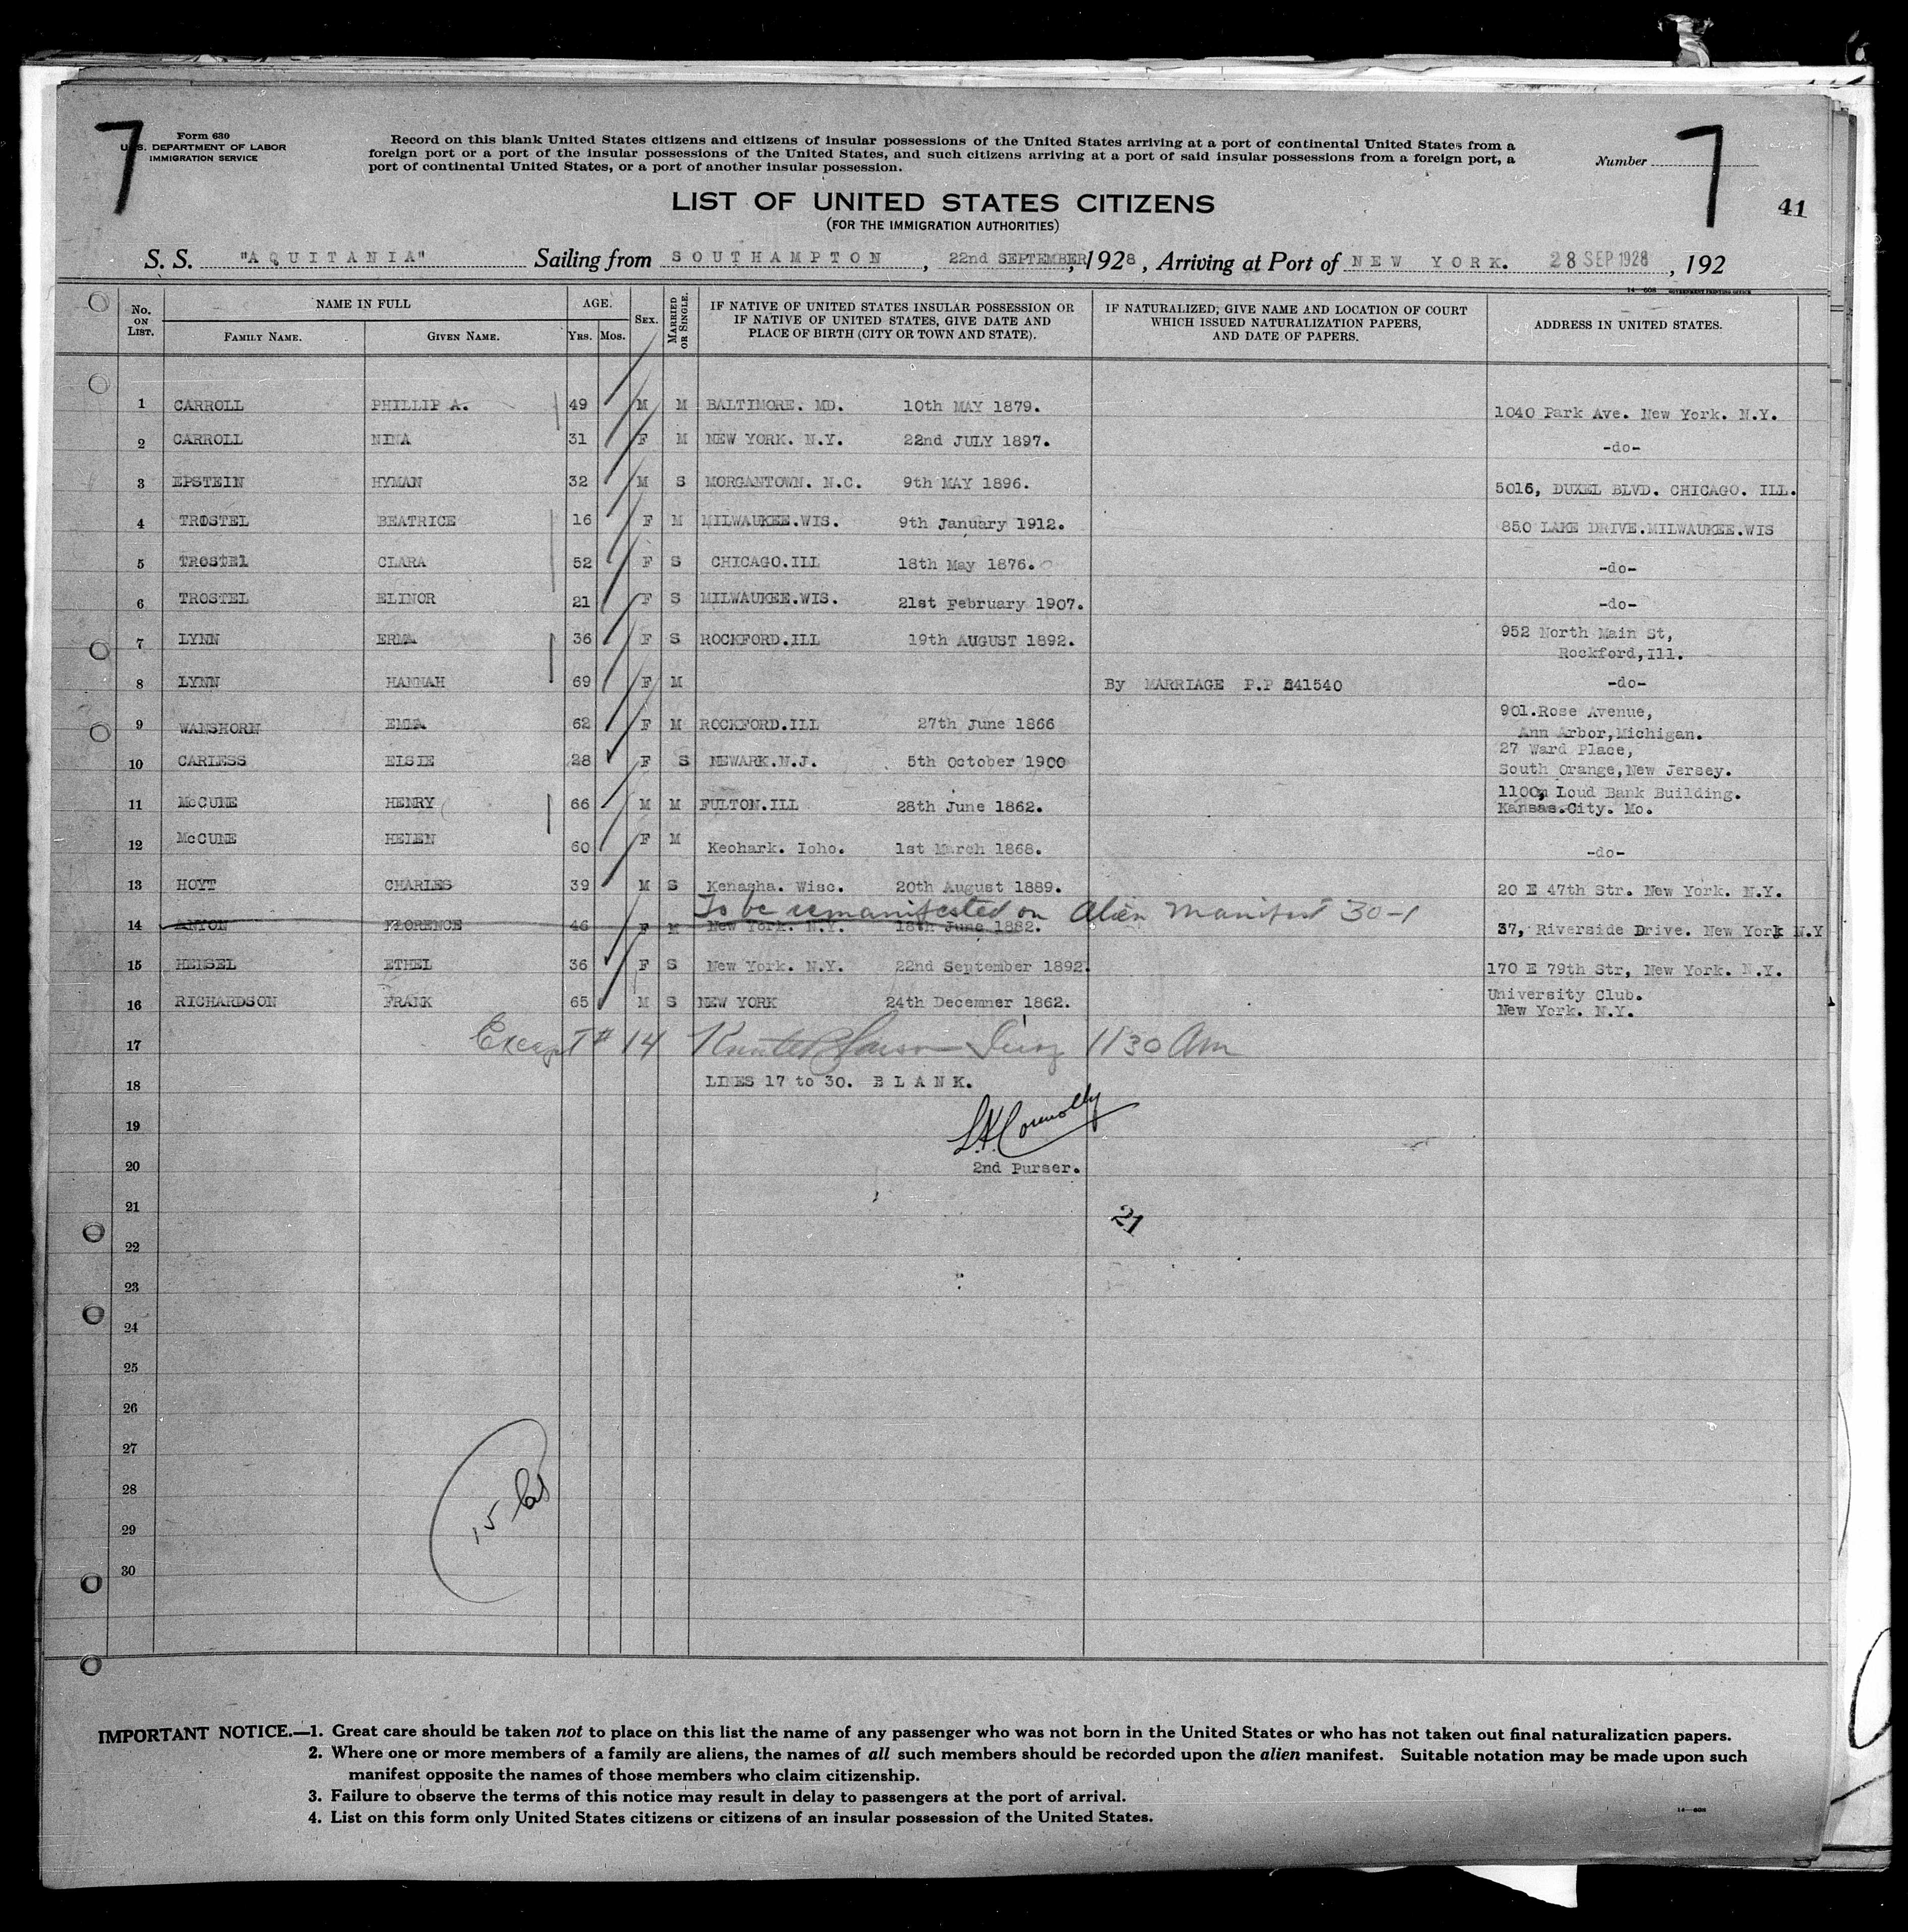 7
Form 630
U. S. DEPARTMENT OF LABOR
IMMIGRATION SERVICE
Record on this blank United States citizens and citizens of insular possessions of the United States arriving at a port of continental United States from a
foreign port or a port of the insular possessions of the United States, and such citizens arriving at a port of said insular possessions from a foreign port, a
port of continental United States, or a port of another insular possession.
Number
7
41
LIST OF UNITED STATES CITIZENS
(FOR THE IMMIGRATION AUTHORITIES)
S. S. "AQUITANIA" Sailing from SOUTHAMPTON, 22nd SEPTEMBER, 1928, Arriving at Port of NEW YORK. 28 SEP 1928, 192
14-608 GOVERNMENT PRINTING OFFICE
No. ON LIST.
NAME IN FULL
FAMILY NAME.
GIVEN NAME.
AGE.
YRS. MOS.
SEX.
MARRIED OR SINGLE.
IF NATIVE OF UNITED STATES INSULAR POSSESSION OR
IF NATIVE OF UNITED STATES, GIVE DATE AND
PLACE OF BIRTH (CITY OR TOWN AND STATE).
IF NATURALIZED, GIVE NAME AND LOCATION OF COURT
WHICH ISSUED NATURALIZATION PAPERS,
AND DATE OF PAPERS.
ADDRESS IN UNITED STATES.
1 CARROLL PHILLIP A. 49 M M BALTIMORE. MD. 10th MAY 1879. 1040 Park Ave. New York. N.Y.
2 CARROLL NINA 31 F M NEW YORK. N.Y. 22nd JULY 1897. -do-
3 EPSTEIN HYMAN 32 M S MORGANTOWN. N.C. 9th MAY 1896. 5016, DUXEL BLVD. CHICAGO. ILL.
4 TROSTEL BEATRICE 16 F M MILWAUKEE.WIS. 9th January 1912. 850 LAKE DRIVE.MILWAUKEE.WIS
5 TROSTEl CLARA 52 F S CHICAGO.ILL 18th May 1876. -do-
6 TROSTEL ELINOR 21 F S MILWAUKEE.WIS. 21st February 1907. -do-
7 LYNN ERMA 36 F S ROCKFORD.ILL 19th AUGUST 1892. 952 North Main St,
Rockford,Ill.
8 LYNN HANNAH 69 F M By MARRIAGE P.P 541540 -do-
9 WANSHORN EMMA 62 F M ROCKFORD.ILL 27th June 1866 901.Rose Avenue,
Ann Arbor,Michigan.
10 CARLESS ELSIE 28 F S NEWARK.N.J. 5th October 1900 27 Ward Place,
South Orange,New Jersey.
11 McCUNE HENRY 66 M M FULTON.ILL 28th June 1862. 1100, Loud Bank Building.
Kansas.City. Mo.
12 McCUNE HELEN 60 F M Keohark. Ioho. 1st March 1868. -do-
13 HOYT CHARLES 39 M S Kenasha. Wisc. 20th August 1889. 20 E 47th Str. New York. N.Y.
To be remanifested on Alien Manifest 30-1
14 ANYON FLORENCE 46 F M New York. N.Y. 18th June 1882. 37, Riverside Drive. New York N.Y
15 HENSEL ETHEL 36 F S New York. N.Y. 22nd September 1892. 170 E 79th Str, New York. N.Y.
16 RICHARDSON FRANK 65 M S NEW YORK 24th Decemner 1862. University Club.
New York. N.Y.
17 Except # 14 1130 Am
18 LINES 17 to 30. BLANK.
19 L.K.Connolly
20 2nd Purser.
21
21
22
23
24
25
26
27
28
29
30
15
IMPORTANT NOTICE.—1. Great care should be taken not to place on this list the name of any passenger who was not born in the United States or who has not taken out final naturalization papers.
2. Where one or more members of a family are aliens, the names of all such members should be recorded upon the alien manifest. Suitable notation may be made upon such
manifest opposite the names of those members who claim citizenship.
3. Failure to observe the terms of this notice may result in delay to passengers at the port of arrival.
4. List on this form only United States citizens or citizens of an insular possession of the United States.
14-608